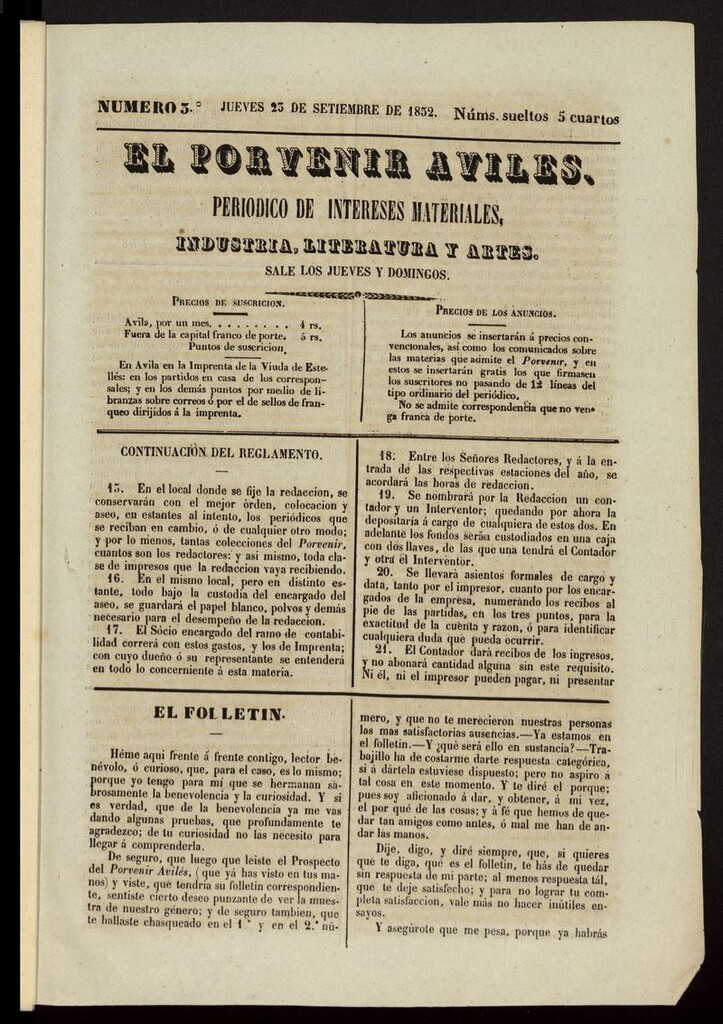 NUMERO 3.º JUEVES 23 DE SETIEMBRE DE 1852. Núms. sueltos 5 cuartos
EL PORVENIR AVILES.
PERIODICO DE INTERESES MATERIALES,
INDUSTRIA, LITERATURA Y ARTES.
SALE LOS JUEVES Y DOMINGOS.
PRECIOS DE SUSCRICION.
Avila, por un mes. . . . . . . . 4 rs.
Fuera de la capital franco de porte. 5 rs.
Puntos de suscricion.
En Avila en la Imprenta de la Viuda de Este-
llés: en los partidos en casa de los correspon-
sales; y en los demás puntos por medio de li-
branzas sobre correos ó por el de sellos de fran-
queo dirijidos á la imprenta.
PRECIOS DE LOS ANUNCIOS.
Los anuncios se insertarán á precios con-
vencionales, así como los comunicados sobre
las materias que admite el Porvenir, y en
estos se insertarán gratis los que firmasen
los suscritores no pasando de 12 líneas del
tipo ordinario del periódico.
No se admite correspondencia que no ven-
ga franca de porte.
CONTINUACIÓN DEL REGLAMENTO.
15. En el local donde se fije la redaccion, se
conservarán con el mejor órden, colocacion y
aseo, en estantes al intento, los periódicos que
se reciban en cambio, ó de cualquier otro modo;
y por lo menos, tantas colecciones del Porvenir,
cuantos son los redactores: y asi mismo, toda cla-
se de impresos que la redaccion vaya recibiendo.
16. En el mismo local, pero en distinto es-
tante, todo bajo la custodia del encargado del
aseo, se guardará el papel blanco, polvos y demás
necesario para el desempeño de la redaccion.
17. El Sócio encargado del ramo de contabi-
lidad correrá con estos gastos, y los de Imprenta;
con cuyo dueño ó su representante se entenderá
en todo lo concerniente á esta materia.
18. Entre los Señores Redactores, y á la en-
trada de las respectivas estaciones del año, se
acordará las horas de redaccion.
19. Se nombrará por la Redaccion un con-
tador y un Interventor; quedando por ahora la
depositaría á cargo de cualquiera de estos dos. En
adelante los fondos serán custodiados en una caja
con dos llaves, de las que una tendrá el Contador
y otra el Interventor.
20. Se llevará asientos formales de cargo y
data, tanto por el impresor, cuanto por los encar-
gados de la empresa, numerando los recibos al
pie de las partidas, en los tres puntos, para la
exactitud de la cuenta y razon, ó para identificar
cualquiera duda que pueda ocurrir.
21. El Contador dará recibos de los ingresos,
y no abonará cantidad alguna sin este requisito.
Ni él, ni el impresor pueden pagar, ni presentar
EL FOLLETIN.
Héme aqui frente á frente contigo, lector be-
névolo, ó curioso, que, para el caso, es lo mismo;
porque yo tengo para mí que se hermanan sa-
brosamente la benevolencia y la curiosidad. Y si
es verdad, que de la benevolencia ya me vas
dando algunas pruebas, que profundamente te
agradezco; de tu curiosidad no las necesito para
llegar á comprenderla.
De seguro, que luego que leiste el Prospecto
del Porvenir Avilés, (que yá has visto en tus ma-
nos) y viste, que tendria su folletin correspondien-
te, sentiste cierto deseo punzante de ver la mues-
tra de nuestro género; y de seguro tambien, que
te hallaste chasqueado en el 1.º y en el 2.º nú-
mero, y que no te merecieron nuestras personas
las mas satisfactorias ausencias.—Ya estamos en
el folletin.—Y ¿qué será ello en sustancia?—Tra-
bajillo ha de costarme darte respuesta categórica,
si á dártela estuviese dispuesto; pero no aspiro á
tal cosa en este momento. Y te diré el porque;
pues soy aficionado á dar, y obtener, á mi vez,
el por qué de las cosas; y á fé que hemos de que-
dar tan amigos como antes, ó mal me han de an-
dar las manos.
Dije, digo, y diré siempre, que, si quieres
que te diga, qué es el folletin, te hás de quedar
sin respuesta de mi parte; al menos respuesta tál,
que te deje satisfecho; y para no lograr tu com-
pleta satisfaccion, vale más no hacer inútiles en-
sayos.
Y asegúrote que me pesa, porque ya habrás